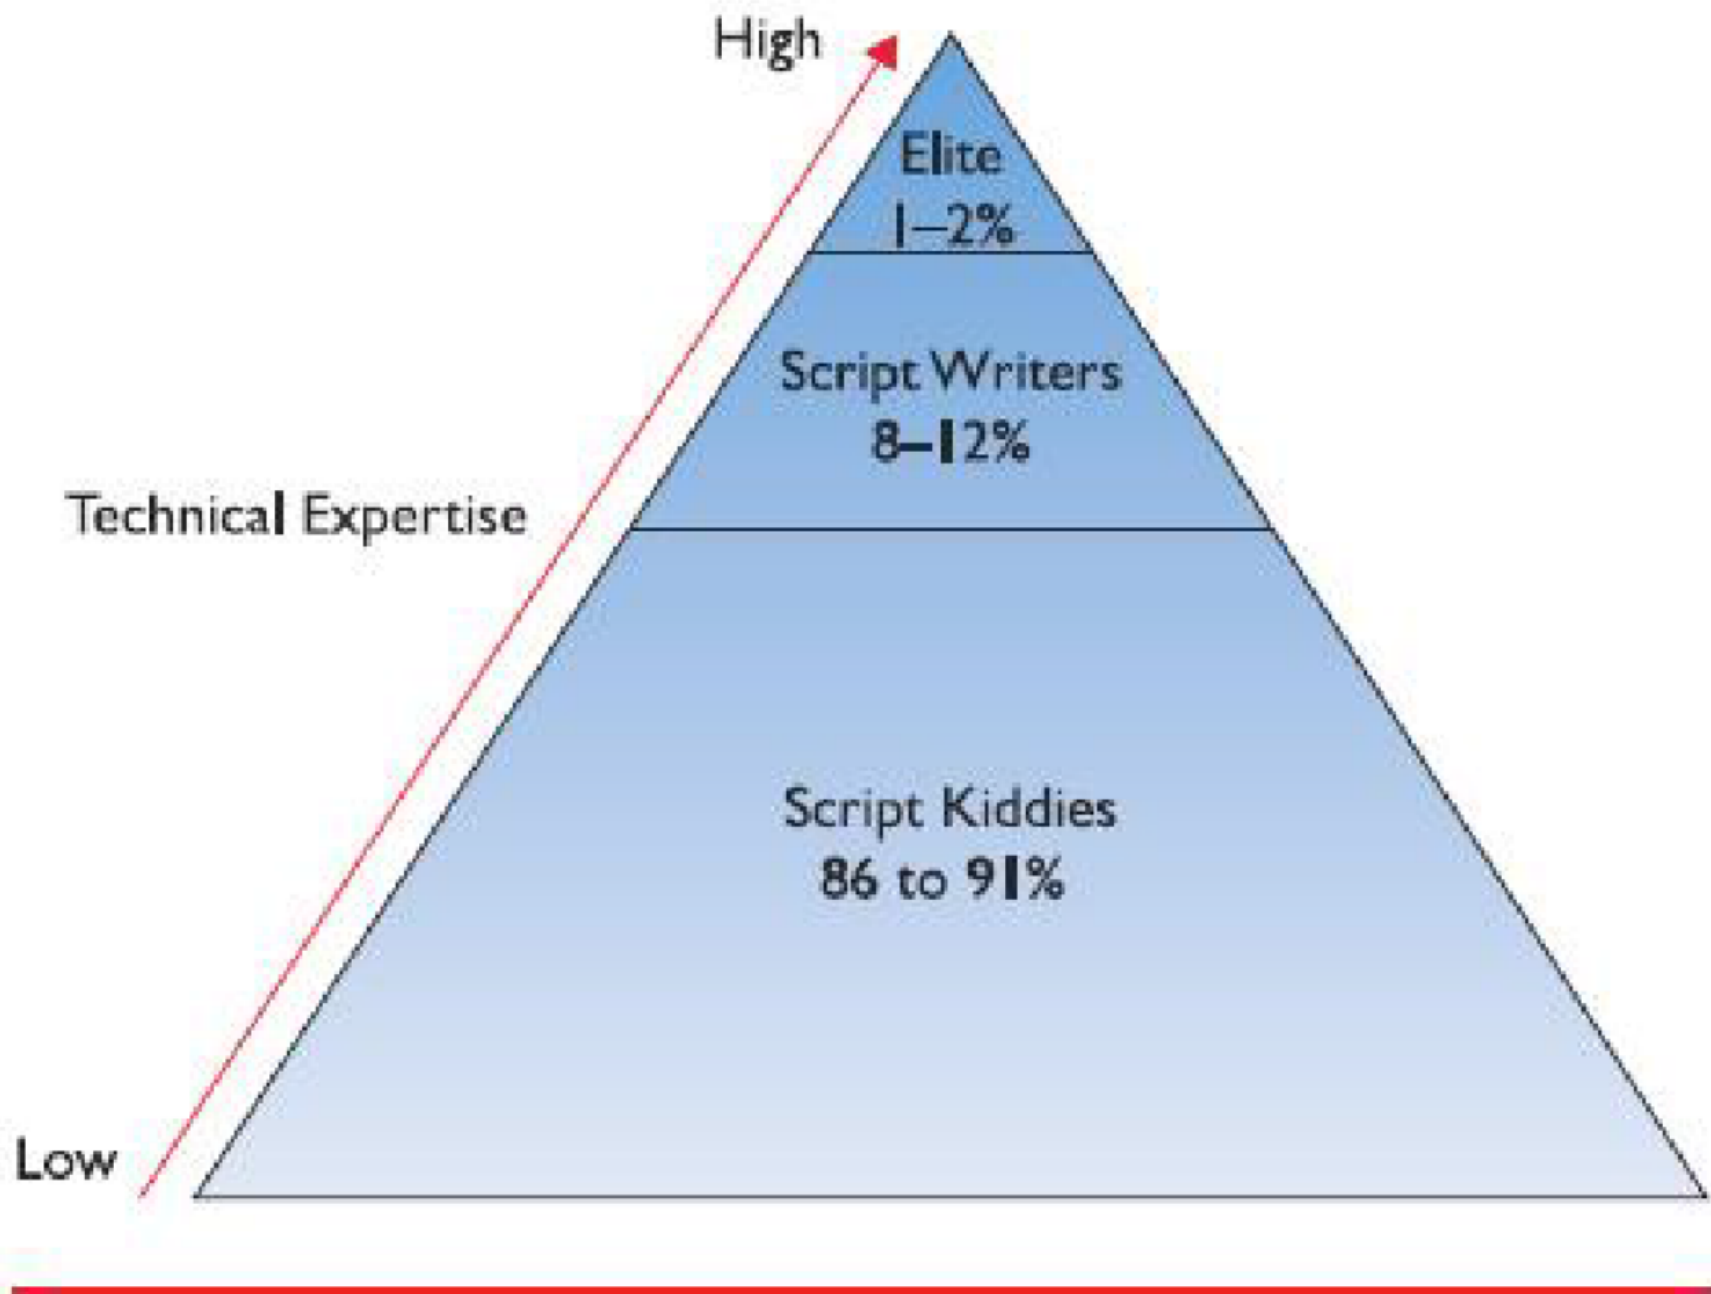 High
Elite
1–2%
Script Writers
8–12%
Technical Expertise
Script Kiddies
86 to 91%
Low